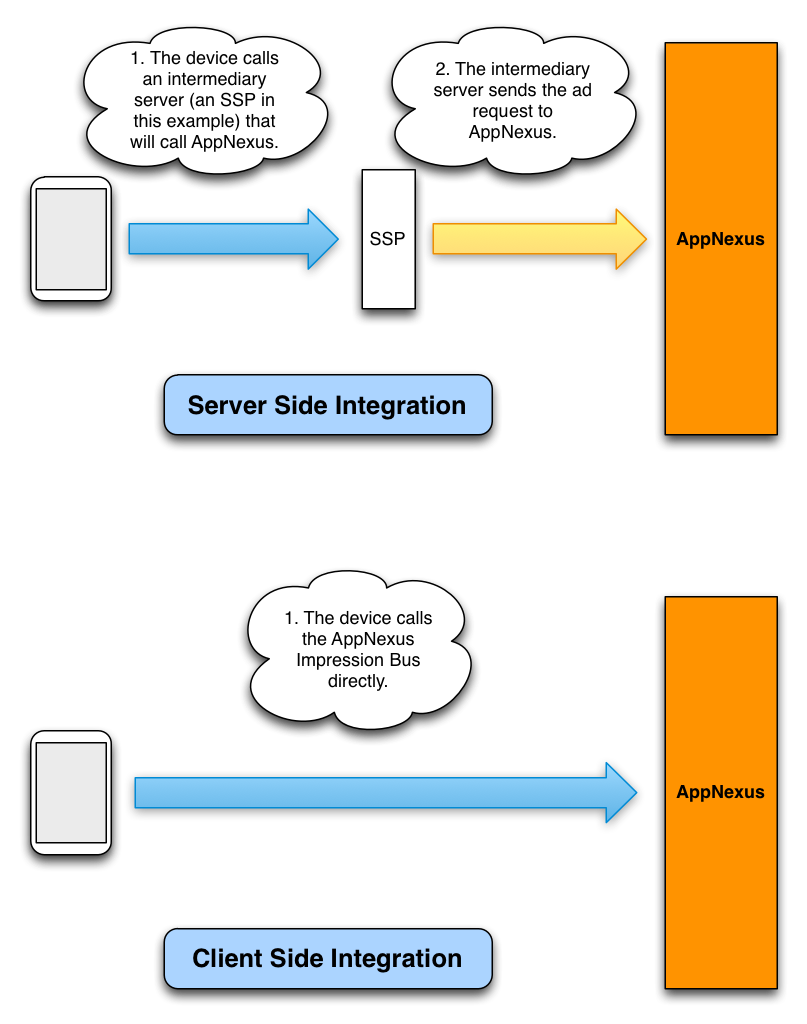 1. The device calls
an intermediary
server (an SSP in
this example) that
will call AppNexus.
2. The intermediary
server sends the ad
request to
AppNexus.
SSP
AppNexus
Server Side Integration
1. The device calls
the AppNexus
Impression Bus
directly.
AppNexus
Client Side Integration